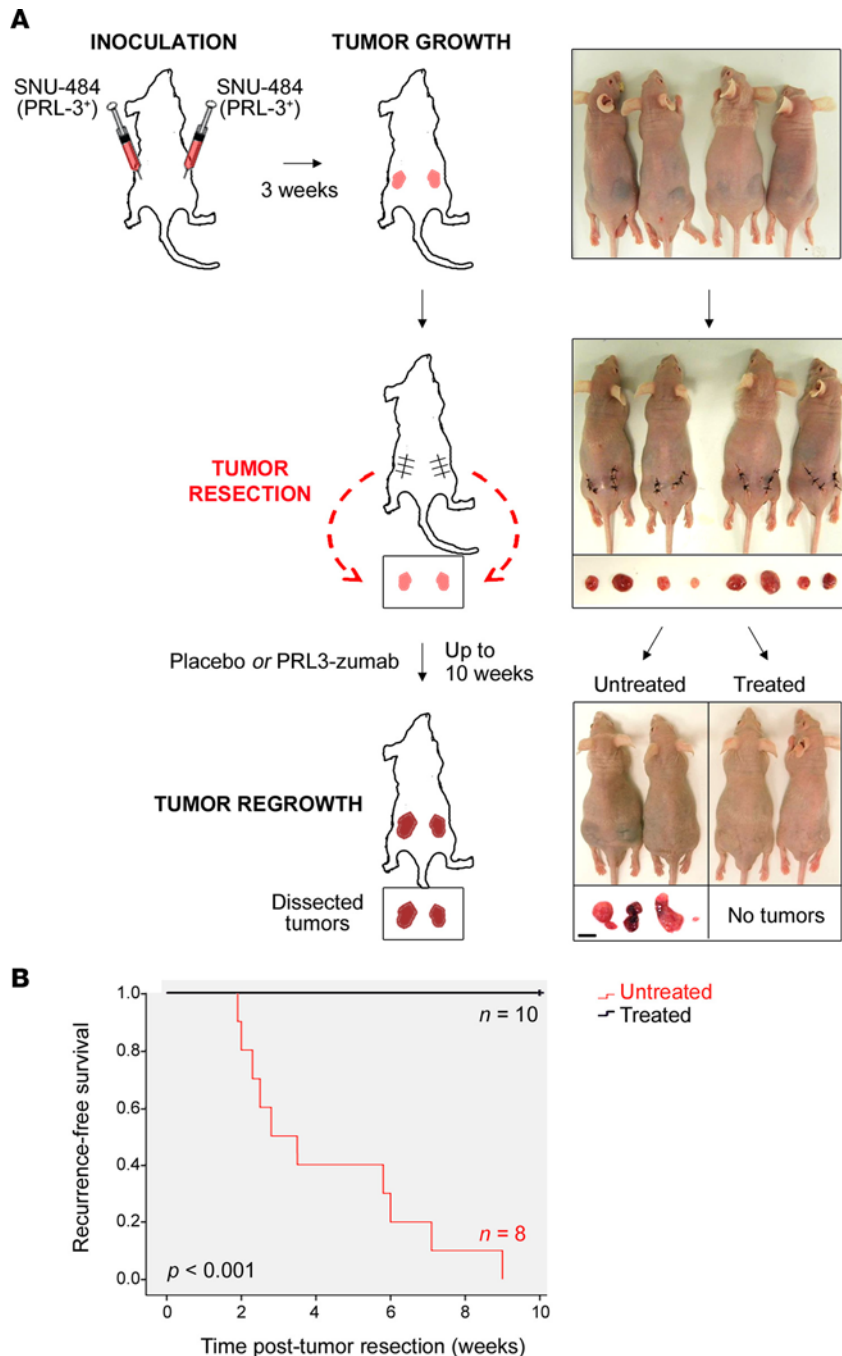 A
INOCULATION
SNU-484
(PRL-3⁺)
SNU-484
(PRL-3⁺)
3 weeks
TUMOR GROWTH
TUMOR
RESECTION
Placebo or PRL3-zumab
Up to
10 weeks
TUMOR REGROWTH
Dissected
tumors
Untreated
Treated
No tumors
B
Recurrence-free survival
1.0
0.8
0.6
0.4
0.2
0.0
n = 10
n = 8
p < 0.001
0 2 4 6 8 10
Time post-tumor resection (weeks)
Untreated
Treated